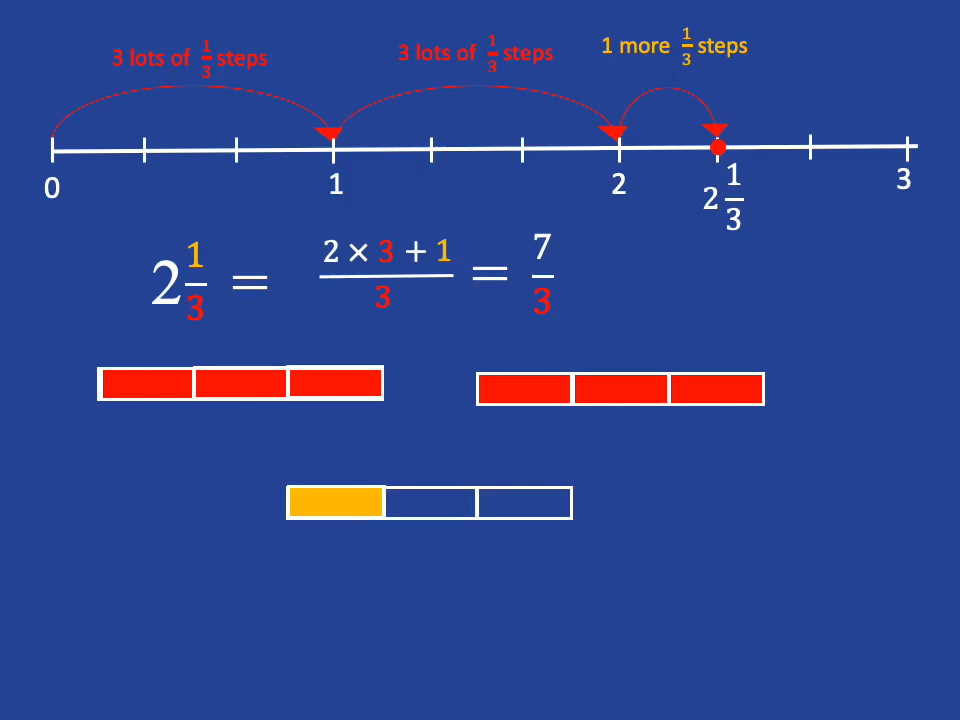 3 lots of 1/3 steps
3 lots of 1/3 steps
1 more 1/3 steps
0
1
2
2 1/3
3
2 1/3 = (2 × 3 + 1)/3 = 7/3